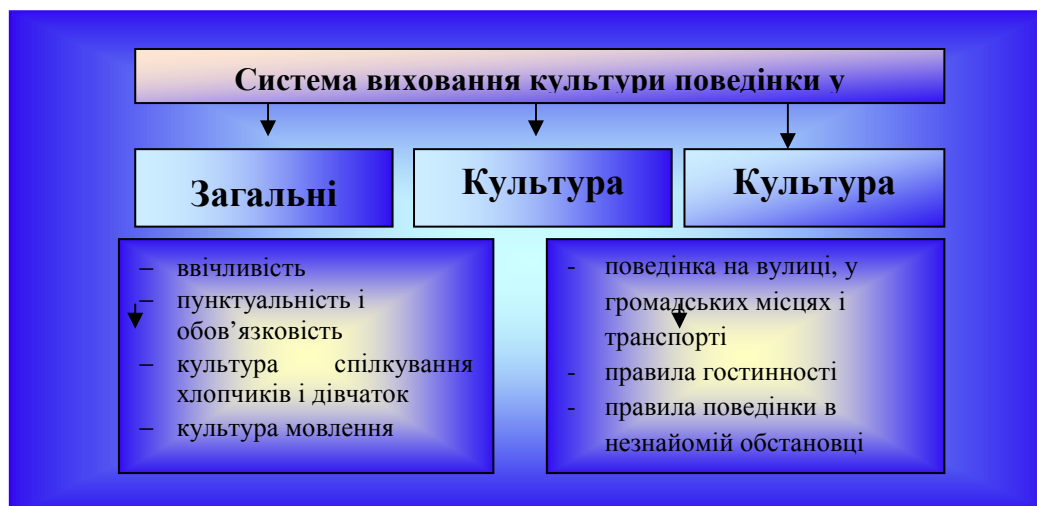 Система виховання культури поведінки у
Загальні
Культура
Культура
– ввічливість
– пунктуальність і
обов’язковість
– культура спілкування
хлопчиків і дівчаток
– культура мовлення
- поведінка на вулиці, у
громадських місцях і
транспорті
- правила гостинності
- правила поведінки в
незнайомій обстановці